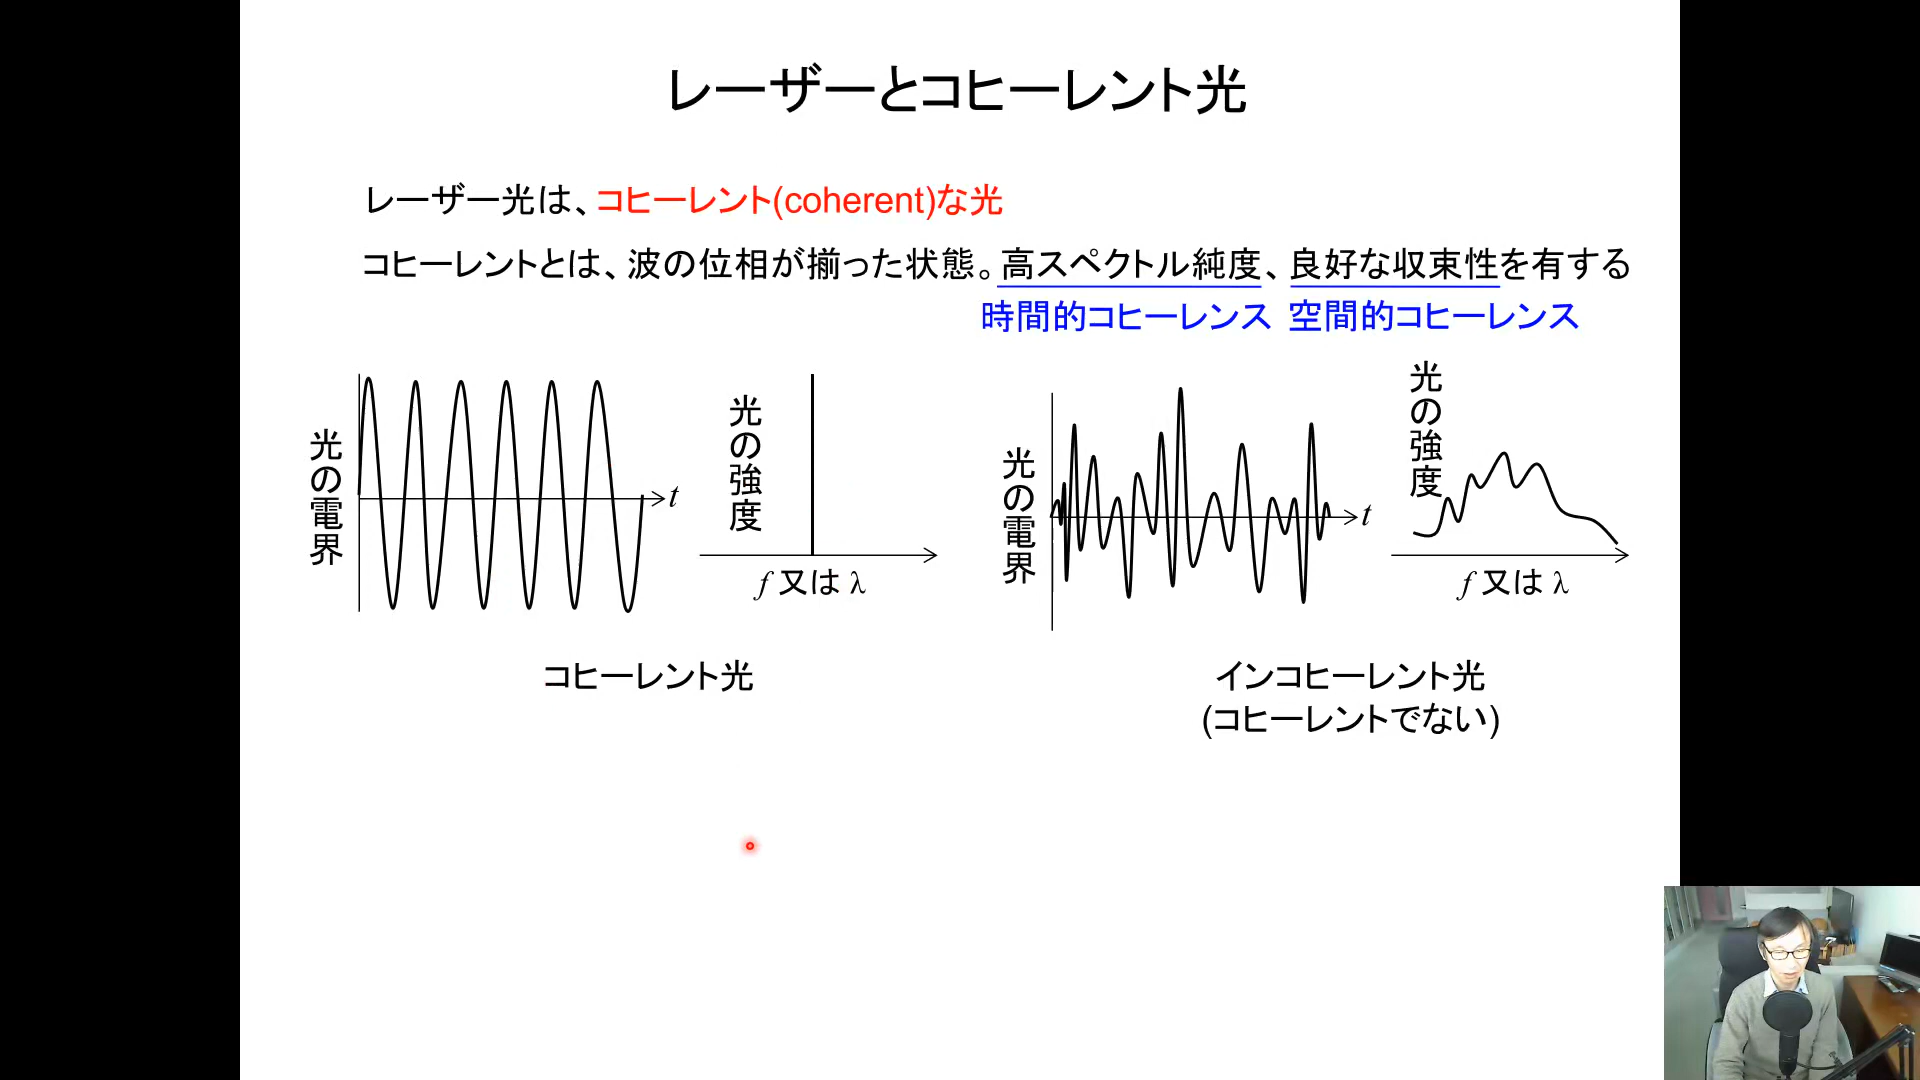 レーザーとコヒーレント光
レーザー光は、コヒーレント(coherent)な光
コヒーレントとは、波の位相が揃った状態。高スペクトル純度、良好な収束性を有する
時間的コヒーレンス 空間的コヒーレンス
光の電界
t
光の強度
f 又は λ
コヒーレント光
光の電界
t
光の強度
f 又は λ
インコヒーレント光
(コヒーレントでない)